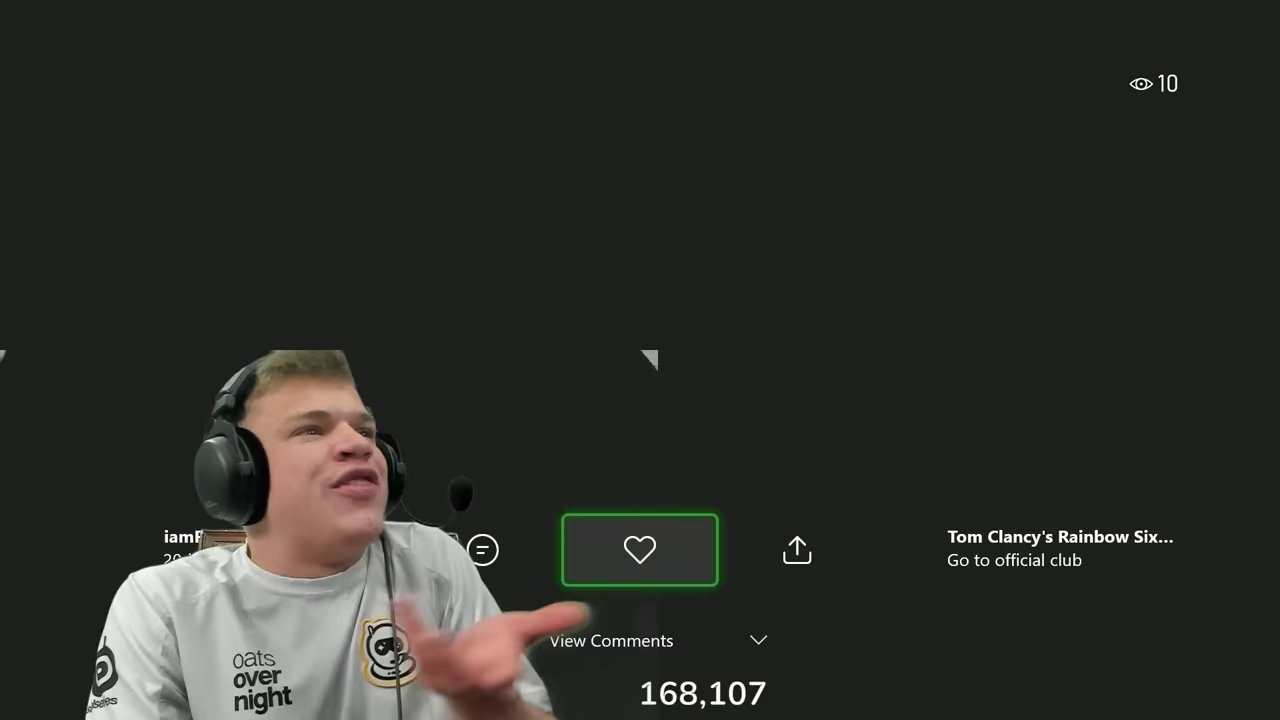 10
Tom Clancy's Rainbow Six...
Go to official club
View Comments
168,107
oats
over
night